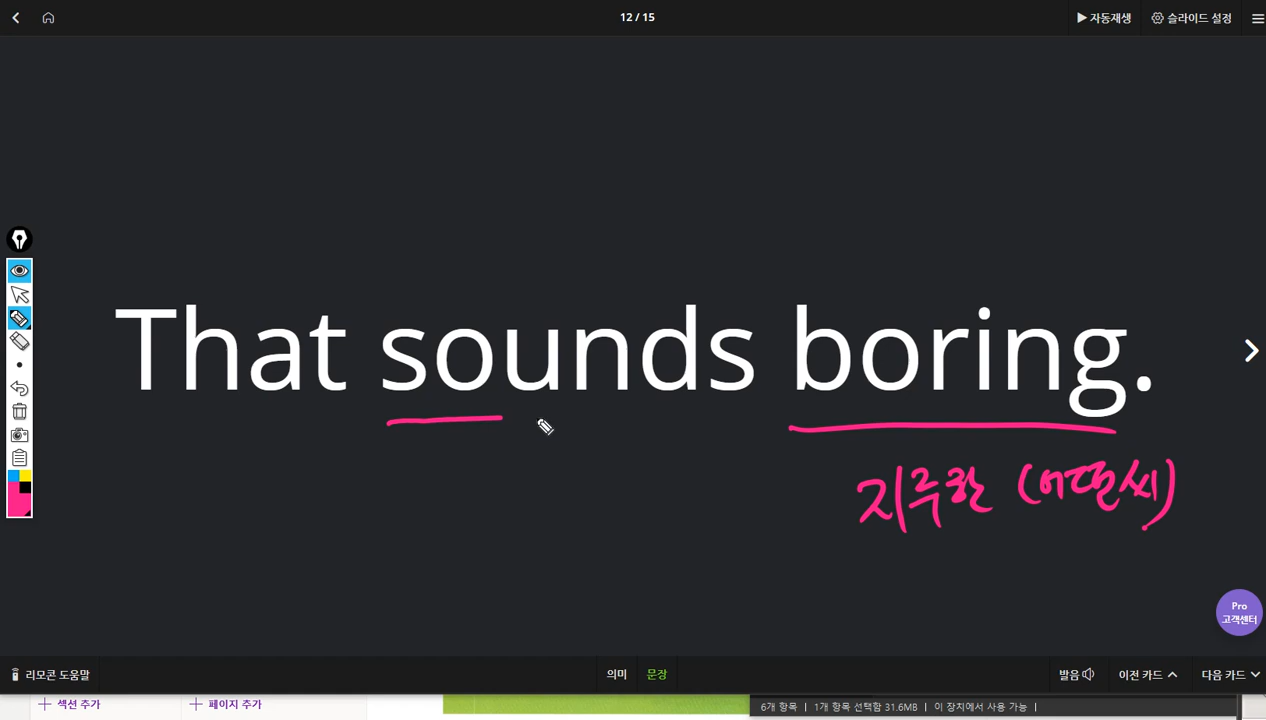 12 / 15
▶ 자동재생
슬라이드 설정
That sounds boring.
지루한 (어떤씨)
Pro
고객센터
리모콘 도움말
의미
문장
발음
이전 카드
다음 카드
섹션 추가
페이지 추가
6개 항목 | 1개 항목 선택함 31.6MB | 이 장치에서 사용 가능 |